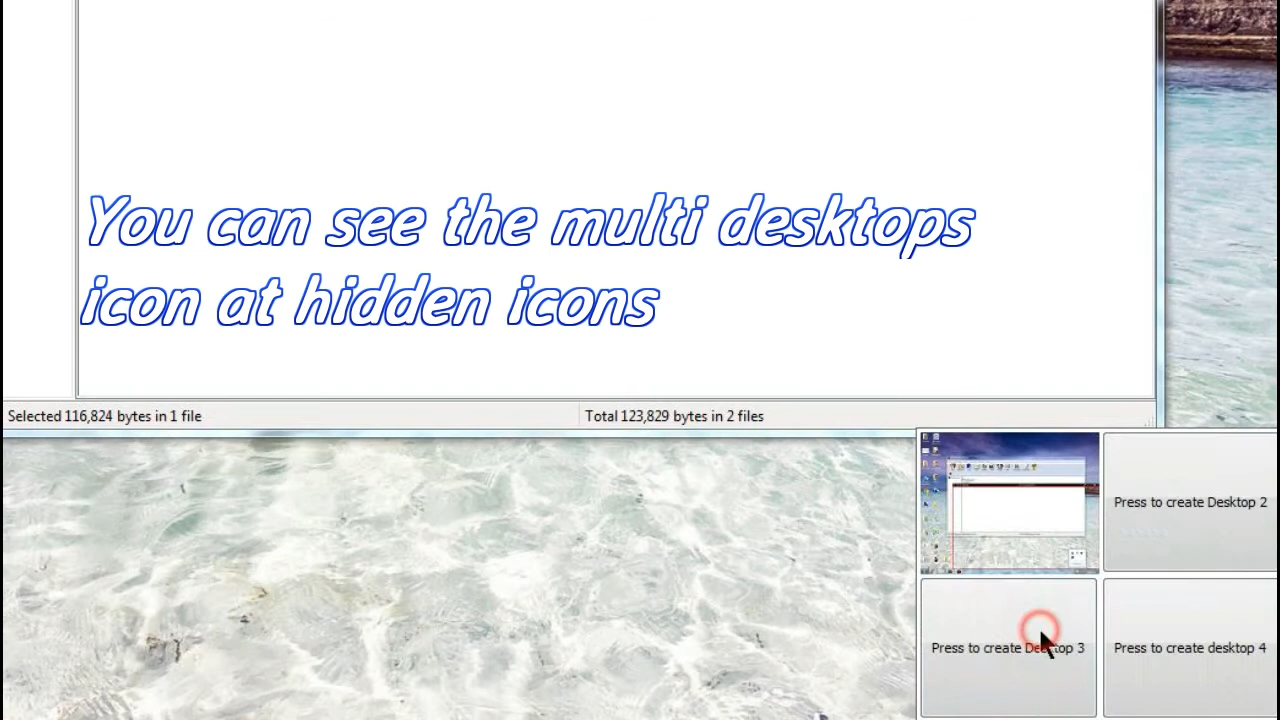 You can see the multi desktops
icon at hidden icons
Selected 116,824 bytes in 1 file
Total 123,829 bytes in 2 files
Press to create Desktop 2
Press to create Desktop 3
Press to create desktop 4